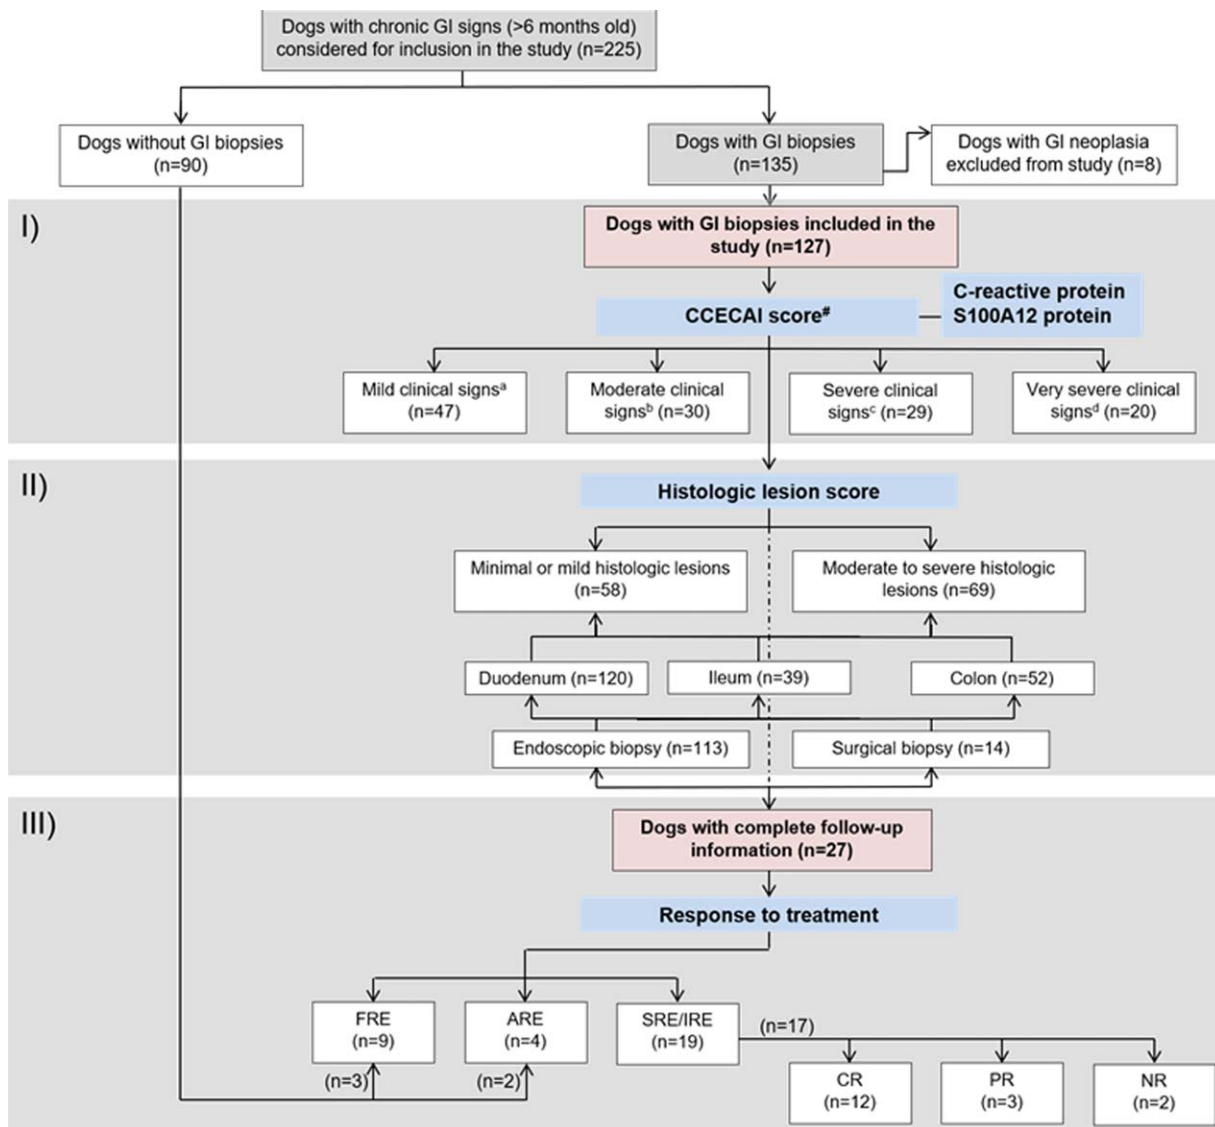 Dogs with chronic GI signs (>6 months old)
considered for inclusion in the study (n=225)
Dogs without GI biopsies
(n=90)
Dogs with GI biopsies
(n=135)
Dogs with GI neoplasia
excluded from study (n=8)
I)
Dogs with GI biopsies included in the
study (n=127)
CCECAI score#
C-reactive protein
S100A12 protein
Mild clinical signsᵃ
(n=47)
Moderate clinical
signsᵇ (n=30)
Severe clinical
signsᶜ (n=29)
Very severe clinical
signsᵈ (n=20)
II)
Histologic lesion score
Minimal or mild histologic lesions
(n=58)
Moderate to severe histologic
lesions (n=69)
Duodenum (n=120)
Ileum (n=39)
Colon (n=52)
Endoscopic biopsy (n=113)
Surgical biopsy (n=14)
III)
Dogs with complete follow-up
information (n=27)
Response to treatment
FRE
(n=9)
ARE
(n=4)
SRE/IRE
(n=19)
(n=17)
(n=3)
(n=2)
CR
(n=12)
PR
(n=3)
NR
(n=2)